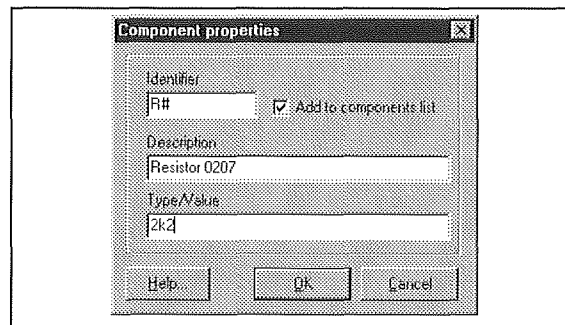 Component properties
Identifier
R#
Add to components list
Description
Resistor 0207
Type/Value
2k2
Help...
OK
Cancel